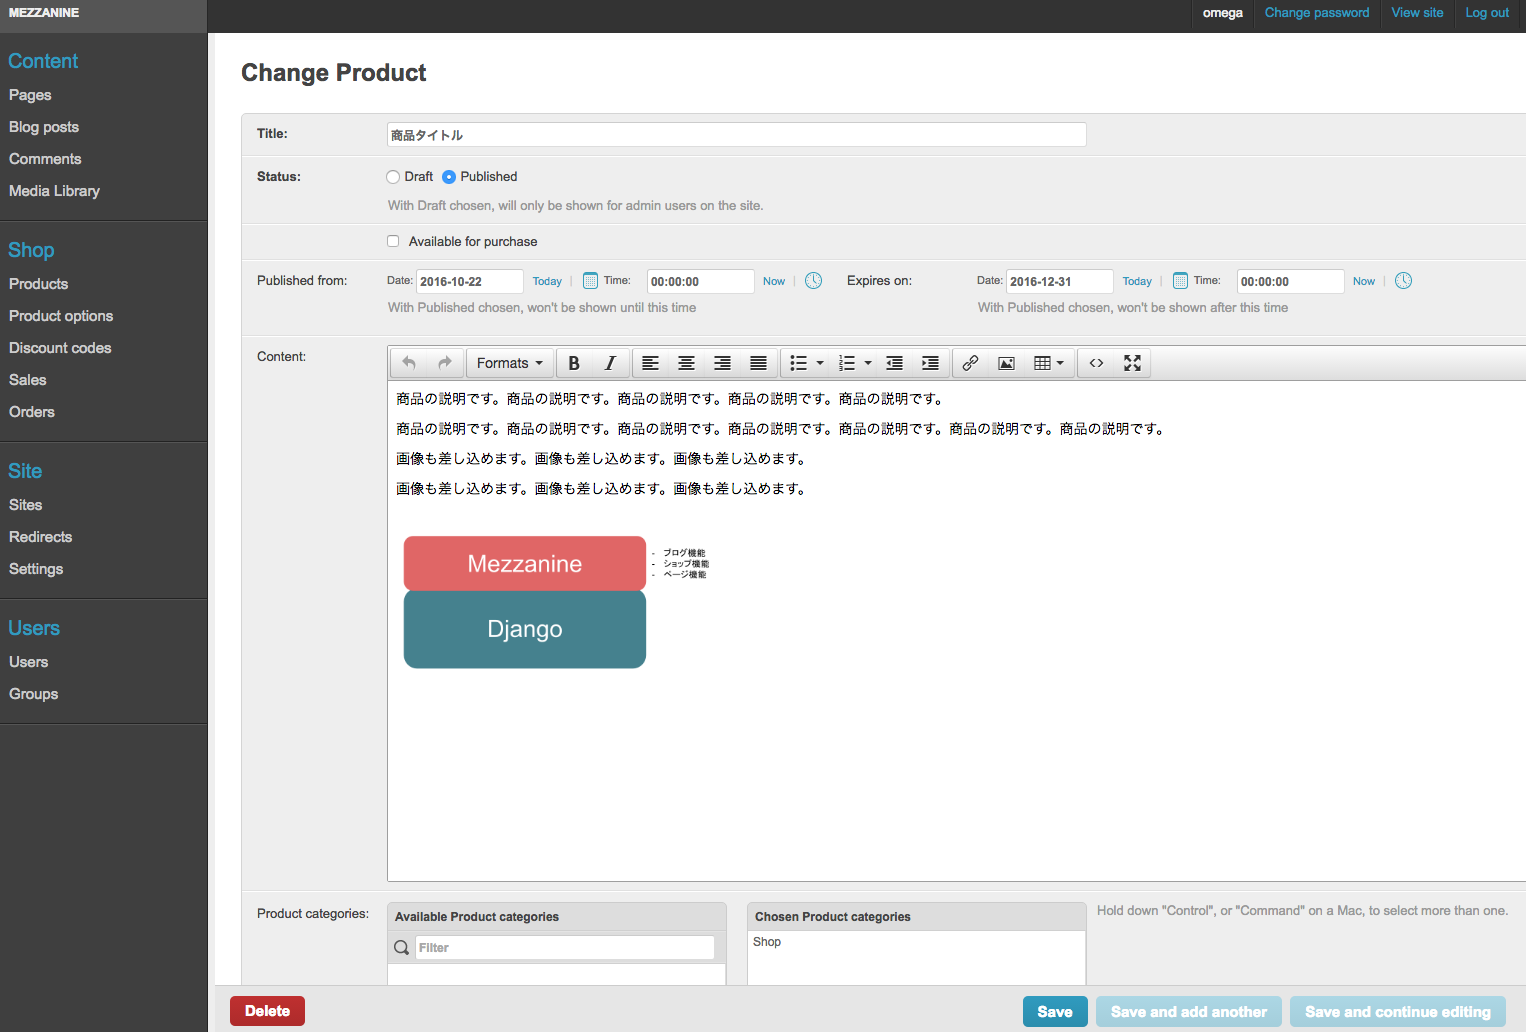 MEZZANINE
omega Change password View site Log out
Content
Pages
Blog posts
Comments
Media Library
Shop
Products
Product options
Discount codes
Sales
Orders
Site
Sites
Redirects
Settings
Users
Users
Groups
Change Product
Title: 商品タイトル
Status: Draft Published
With Draft chosen, will only be shown for admin users on the site.
Available for purchase
Published from: Date: 2016-10-22 Today Time: 00:00:00 Now Expires on: Date: 2016-12-31 Today Time: 00:00:00 Now
With Published chosen, won't be shown until this time With Published chosen, won't be shown after this time
Content: Formats B I
商品の説明です。商品の説明です。商品の説明です。商品の説明です。商品の説明です。
商品の説明です。商品の説明です。商品の説明です。商品の説明です。商品の説明です。商品の説明です。商品の説明です。
画像も差し込めます。画像も差し込めます。画像も差し込めます。
画像も差し込めます。画像も差し込めます。画像も差し込めます。
Mezzanine
- ブログ機能
- ショップ機能
- ページ機能
Django
Product categories: Available Product categories Chosen Product categories Hold down "Control", or "Command" on a Mac, to select more than one.
Filter Shop
Delete Save Save and add another Save and continue editing